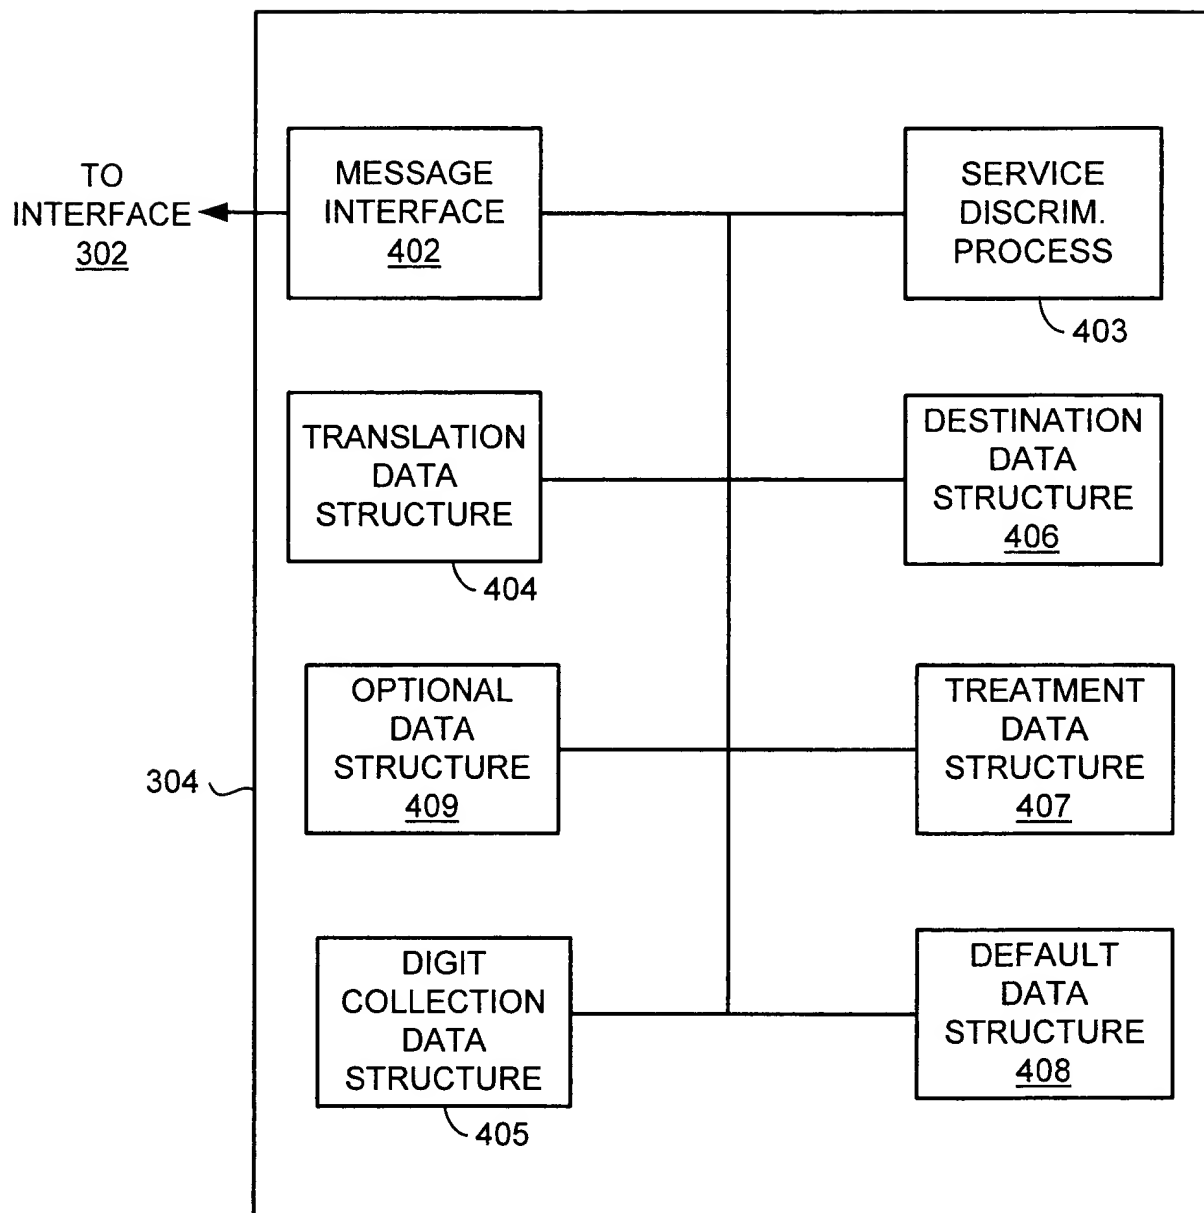 TO
INTERFACE
302
MESSAGE
INTERFACE
402
SERVICE
DISCRIM.
PROCESS
403
TRANSLATION
DATA
STRUCTURE
404
DESTINATION
DATA
STRUCTURE
406
304
OPTIONAL
DATA
STRUCTURE
409
TREATMENT
DATA
STRUCTURE
407
DIGIT
COLLECTION
DATA
STRUCTURE
405
DEFAULT
DATA
STRUCTURE
408